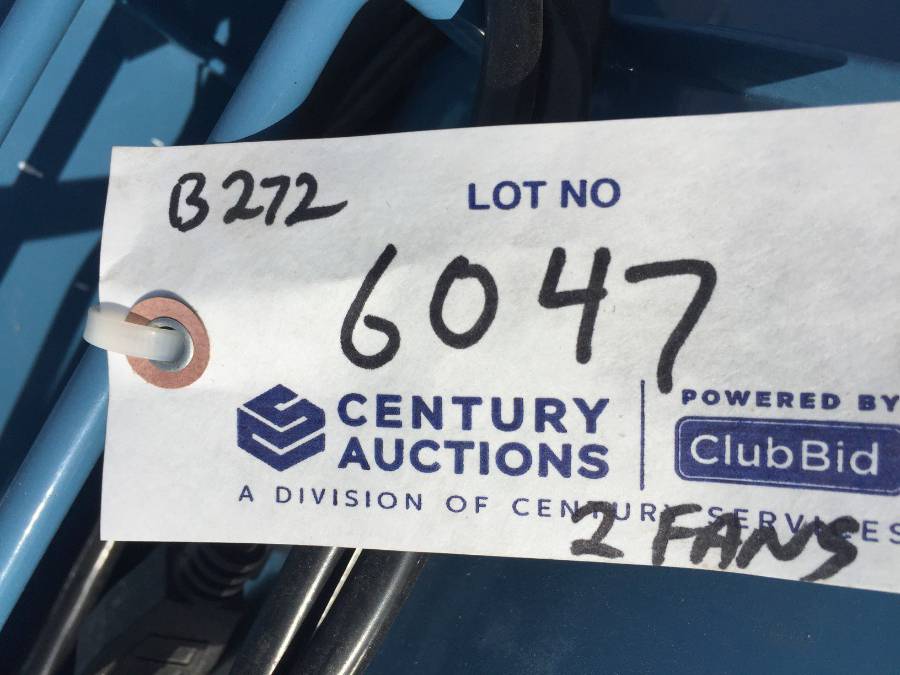 B272
LOT NO
6047
CENTURY
AUCTIONS
POWERED BY
ClubBid
A DIVISION OF CENTURY SERVICES
2 FANS